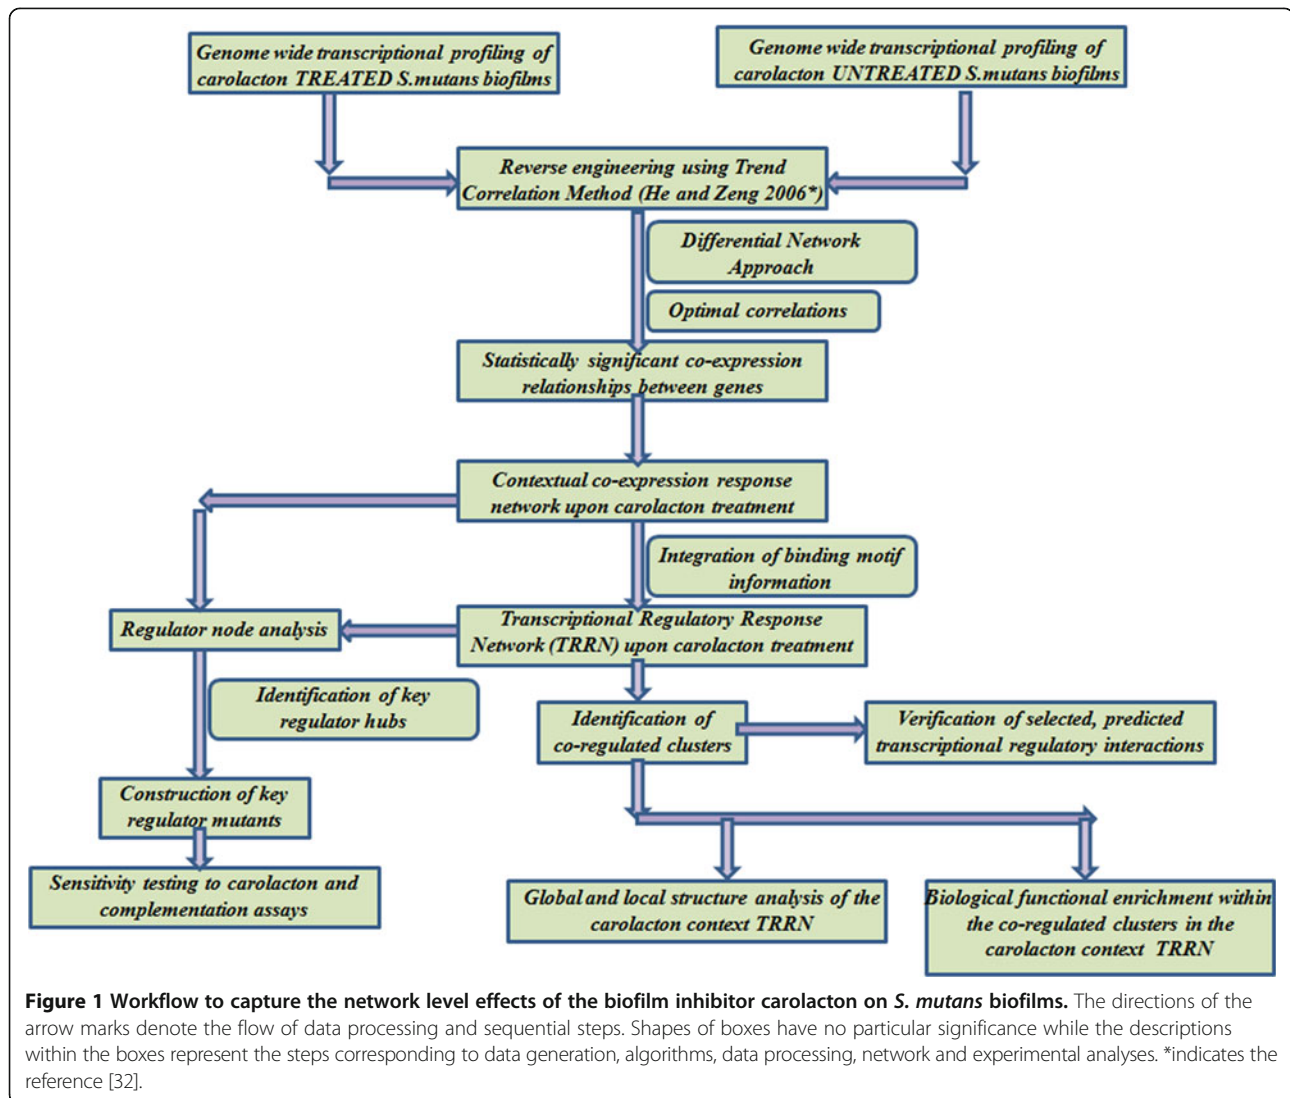 Genome wide transcriptional profiling of
carolacton TREATED S.mutans biofilms
Genome wide transcriptional profiling of
carolacton UNTREATED S.mutans biofilms
Reverse engineering using Trend
Correlation Method (He and Zeng 2006*)
Differential Network
Approach
Optimal correlations
Statistically significant co-expression
relationships between genes
Contextual co-expression response
network upon carolacton treatment
Integration of binding motif
information
Regulator node analysis
Transcriptional Regulatory Response
Network (TRRN) upon carolacton treatment
Identification of key
regulator hubs
Identification of
co-regulated clusters
Verification of selected, predicted
transcriptional regulatory interactions
Construction of key
regulator mutants
Sensitivity testing to carolacton and
complementation assays
Global and local structure analysis of the
carolacton context TRRN
Biological functional enrichment within
the co-regulated clusters in the
carolacton context TRRN
Figure 1 Workflow to capture the network level effects of the biofilm inhibitor carolacton on S. mutans biofilms. The directions of the
arrow marks denote the flow of data processing and sequential steps. Shapes of boxes have no particular significance while the descriptions
within the boxes represent the steps corresponding to data generation, algorithms, data processing, network and experimental analyses. *indicates the
reference [32].